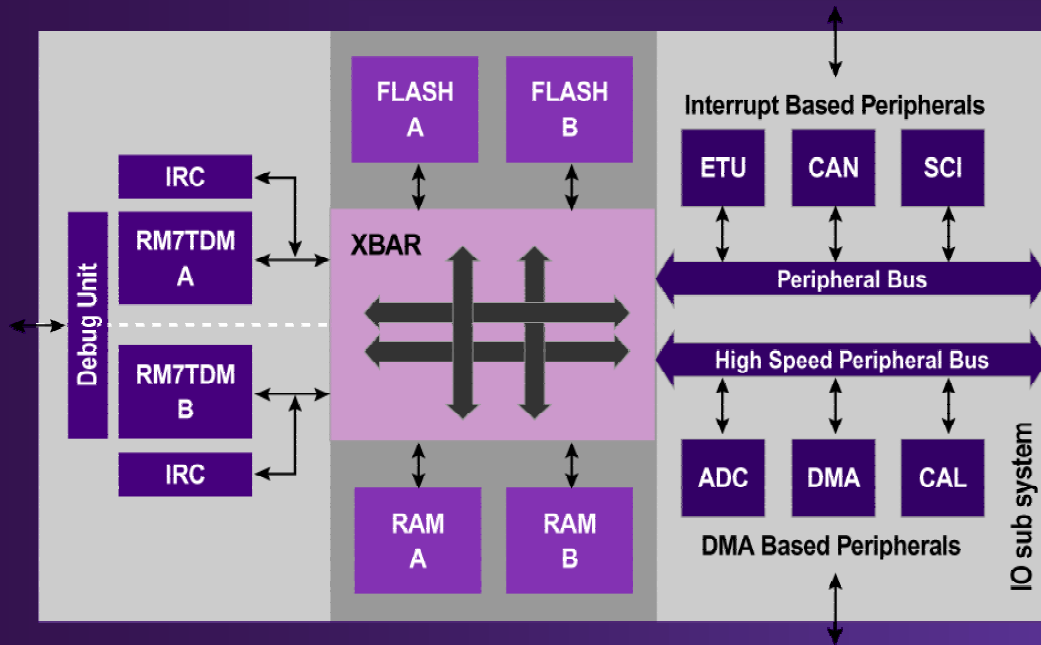 FLASH
A
FLASH
B
Interrupt Based Peripherals
ETU
CAN
SCI
IRC
RM7TDM
A
Debug Unit
XBAR
Peripheral Bus
High Speed Peripheral Bus
RM7TDM
B
IRC
ADC
DMA
CAL
RAM
A
RAM
B
DMA Based Peripherals
IO sub system